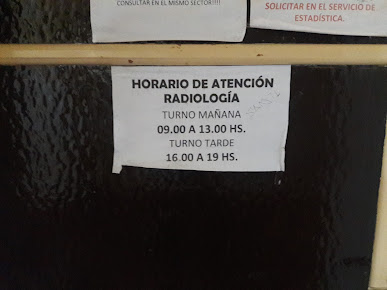 CONSULTAR EN EL MISMO SECTOR!!!!
SOLICITAR EN EL SERVICIO DE
ESTADÍSTICA.
HORARIO DE ATENCIÓN
RADIOLOGÍA
TURNO MAÑANA
09.00 A 13.00 HS.
TURNO TARDE
16.00 A 19 HS.